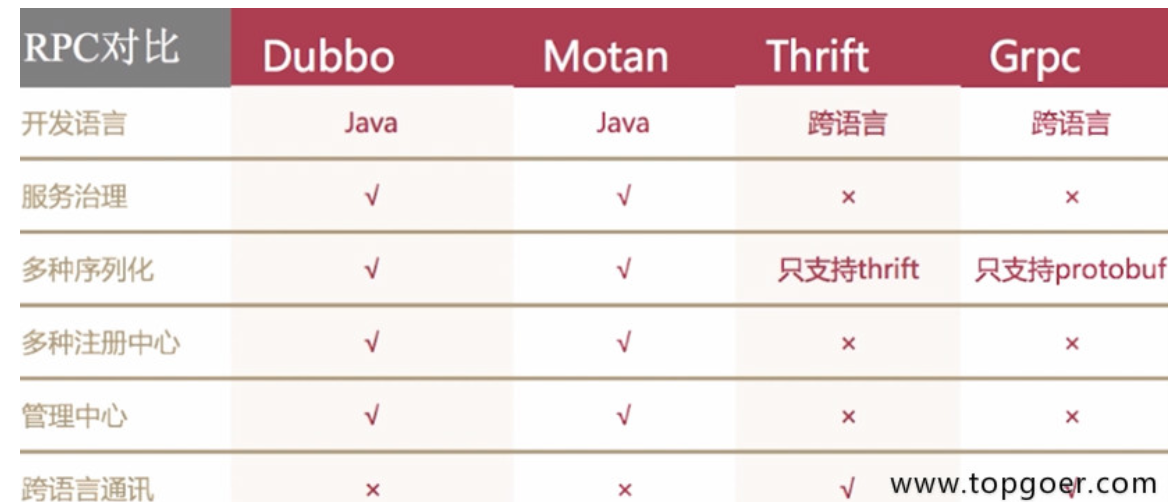 RPC对比 Dubbo Motan Thrift Grpc
开发语言 Java Java 跨语言 跨语言
服务治理 √ √ × ×
多种序列化 √ √ 只支持thrift 只支持protobuf
多种注册中心 √ √ × ×
管理中心 √ √ × ×
跨语言通讯 × × √ √
www.topgoer.com